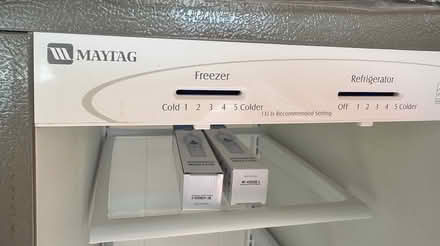 MAYTAG
Freezer
Cold 1 2 3 4 5 Colder
Refrigerator
Off 1 2 3 4 5 Colder
3 Is Recommended Setting